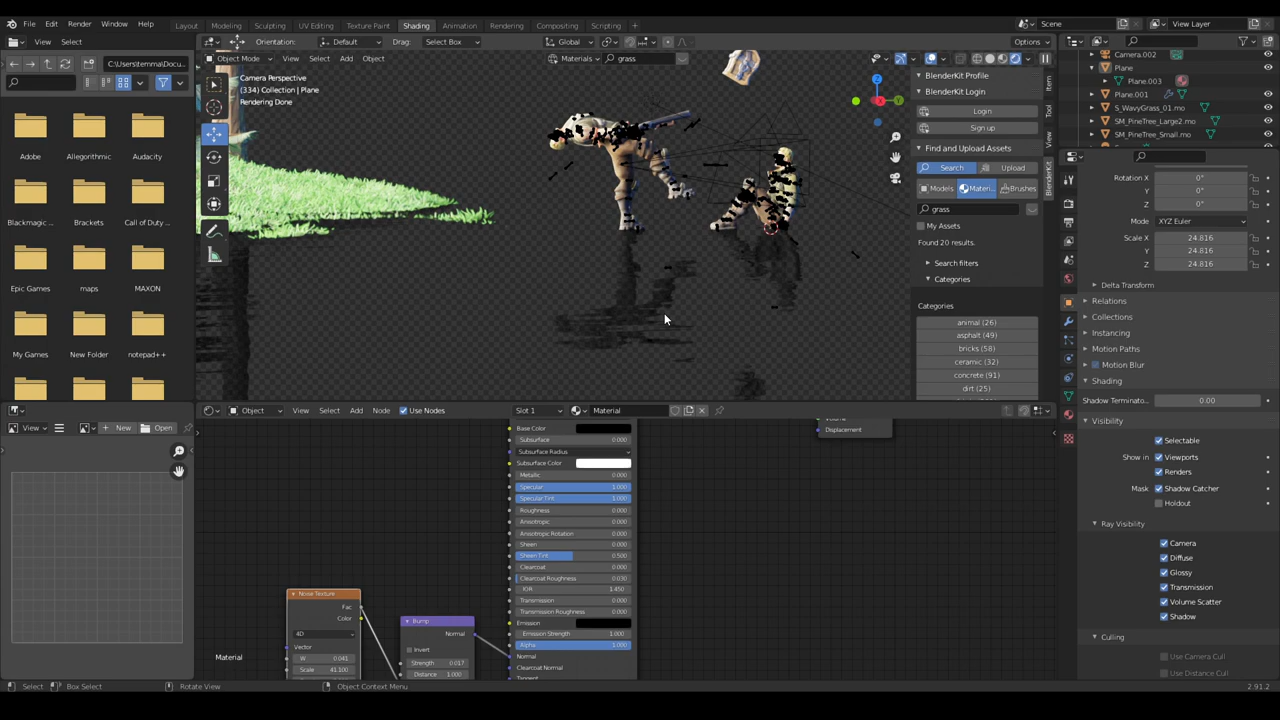 File Edit Render Window Help Layout Modeling Sculpting UV Editing Texture Paint Shading Animation Rendering Compositing Scripting + Scene View Layer
View Select C:\Users\temma\Docu... Orientation: Default Drag: Select Box Global Options
Object Mode View Select Add Object Materials grass
Camera Perspective
(334) Collection | Plane
Rendering Done
Adobe Allegorithmic Audacity
Blackmagic ... Brackets Call of Duty ...
Epic Games maps MAXON
My Games New Folder notepad++
BlenderKit Profile
BlenderKit Login
Login
Sign up
Find and Upload Assets
Search Upload
Models Materi... Brushes
grass
My Assets
Found 20 results.
Search filters
Categories
Categories
animal (26)
asphalt (49)
bricks (58)
ceramic (32)
concrete (91)
dirt (25)
Item
Tool
View
BlenderKit
Camera.002
Plane
Plane.003
Plane.001
S_WavyGrass_01.mo
SM_PineTree_Large2.mo
SM_PineTree_Small.mo
Rotation X 0°
Y 0°
Z 0°
Mode XYZ Euler
Scale X 24.816
Y 24.816
Z 24.816
Delta Transform
Relations
Collections
Instancing
Motion Paths
Motion Blur
Shading
Shadow Terminato... 0.00
Visibility
Selectable
Show in Viewports
Renders
Mask Shadow Catcher
Holdout
Ray Visibility
Camera
Diffuse
Glossy
Transmission
Volume Scatter
Shadow
Culling
Use Camera Cull
Use Distance Cull
View New Open
Object View Select Add Node Use Nodes Slot 1 Material
Base Color
Subsurface 0.000
Subsurface Radius
Subsurface Color
Metallic 0.000
Specular 1.000
Specular Tint 1.000
Roughness 0.000
Anisotropic 0.000
Anisotropic Rotation 0.000
Sheen 0.000
Sheen Tint 0.500
Clearcoat 0.000
Clearcoat Roughness 0.030
IOR 1.450
Transmission 0.000
Transmission Roughness 0.000
Emission
Emission Strength 1.000
Alpha 1.000
Normal
Clearcoat Normal
Tangent
Displacement
Noise Texture
Fac
Color
4D
Vector
W 0.041
Scale 41.100
Bump
Normal
Invert
Strength 0.017
Distance 1.000
Material
Select Box Select Rotate View Object Context Menu 2.91.2